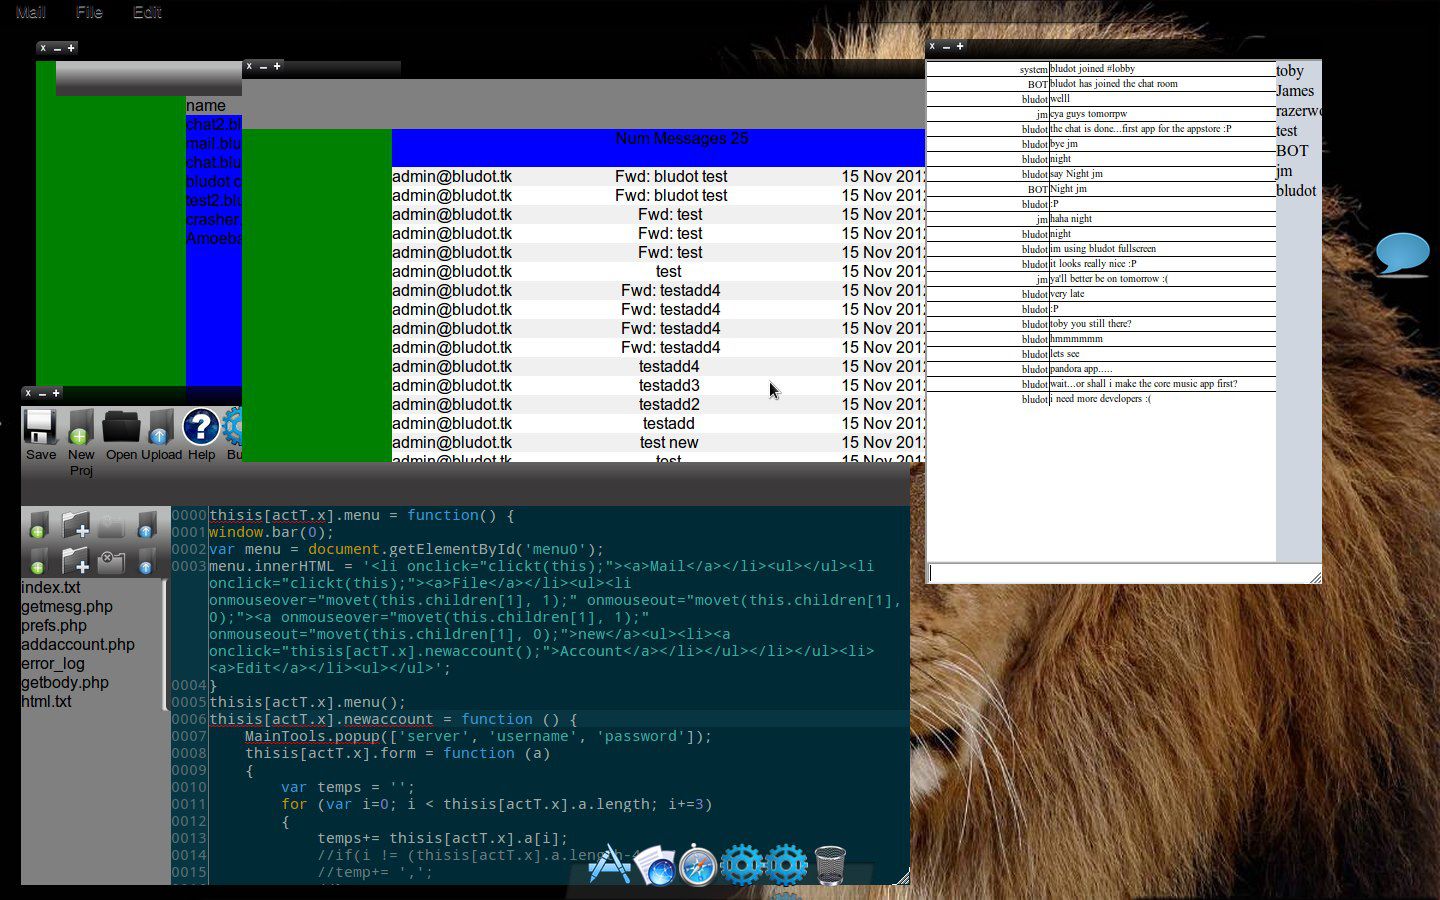 Mail File Edit
x – +
name
chat2.bl
mail.blu
chat.blu
bludot c
test2.blu
crasher.
Amoeba
x – +
Num Messages 25
admin@bludot.tk Fwd: bludot test 15 Nov 201
admin@bludot.tk Fwd: bludot test 15 Nov 201
admin@bludot.tk Fwd: test 15 Nov 201
admin@bludot.tk Fwd: test 15 Nov 201
admin@bludot.tk Fwd: test 15 Nov 201
admin@bludot.tk test 15 Nov 201
admin@bludot.tk Fwd: testadd4 15 Nov 201
admin@bludot.tk Fwd: testadd4 15 Nov 201
admin@bludot.tk Fwd: testadd4 15 Nov 201
admin@bludot.tk Fwd: testadd4 15 Nov 201
admin@bludot.tk testadd4 15 Nov 201
admin@bludot.tk testadd3 15 Nov 201
admin@bludot.tk testadd2 15 Nov 201
admin@bludot.tk testadd 15 Nov 201
admin@bludot.tk test new 15 Nov 201
admin@bludot.tk test 15 Nov 201
x – +
system bludot joined #lobby
BOT bludot has joined the chat room
bludot welll
jm cya guys tomorrpw
bludot the chat is done...first app for the appstore :P
bludot bye jm
bludot night
bludot say Night jm
BOT Night jm
bludot :P
jm haha night
bludot night
bludot im using bludot fullscreen
bludot it looks really nice :P
jm ya'll better be on tomorrow :(
bludot very late
bludot :P
bludot toby you still there?
bludot hmmmmmm
bludot lets see
bludot pandora app.....
bludot wait...or shall i make the core music app first?
bludot i need more developers :(
toby
James
razerwo
test
BOT
jm
bludot
x – +
Save New Proj Open Upload Help Bu
index.txt
getmesg.php
prefs.php
addaccount.php
error_log
getbody.php
html.txt
0000 thisis[actT.x].menu = function() {
0001 window.bar(0);
0002 var menu = document.getElementById('menu0');
0003 menu.innerHTML = '<li onclick="clickt(this);"><a>Mail</a></li><ul></ul><li
onclick="clickt(this);"><a>File</a></li><ul><li
onmouseover="movet(this.children[1], 1);" onmouseout="movet(this.children[1],
0);"><a onmouseover="movet(this.children[1], 1);"
onmouseout="movet(this.children[1], 0);">new</a><ul><li><a
onclick="thisis[actT.x].newaccount();">Account</a></li></ul></li></ul><li>
<a>Edit</a></li><ul></ul>';
0004 }
0005 thisis[actT.x].menu();
0006 thisis[actT.x].newaccount = function () {
0007 MainTools.popup(['server', 'username', 'password']);
0008 thisis[actT.x].form = function (a)
0009 {
0010 var temps = '';
0011 for (var i=0; i < thisis[actT.x].a.length; i+=3)
0012 {
0013 temps+= thisis[actT.x].a[i];
0014 //if(i != (thisis[actT.x].a.length-
0015 //temp+= ',';